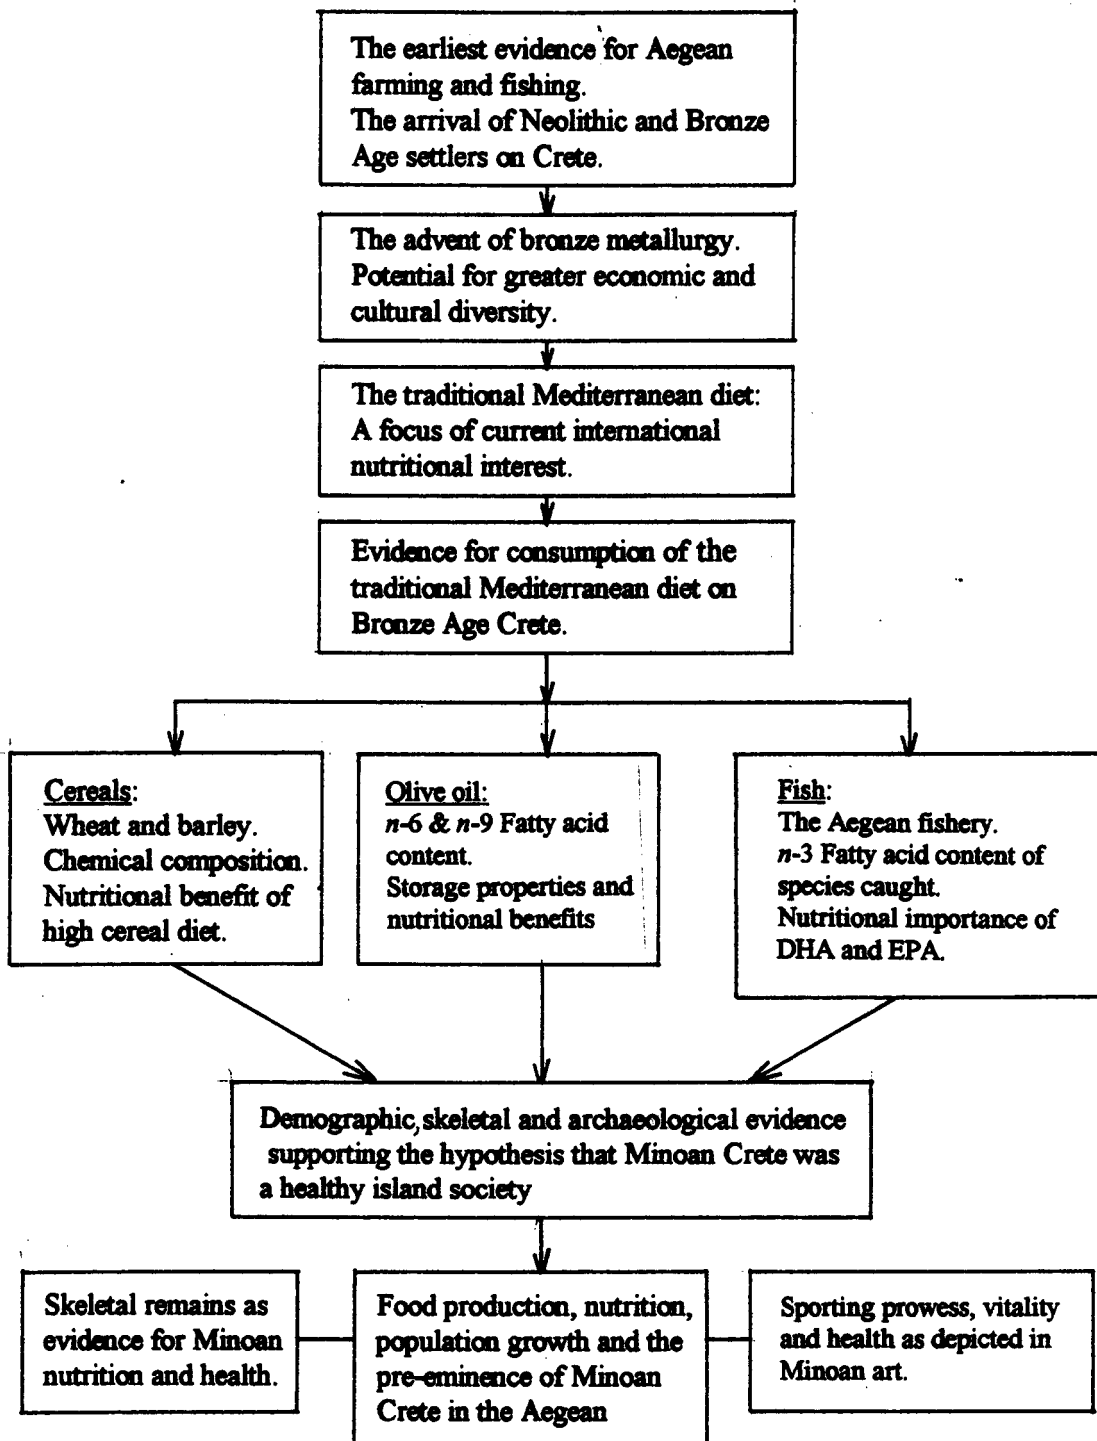 The earliest evidence for Aegean
farming and fishing.
The arrival of Neolithic and Bronze
Age settlers on Crete.
The advent of bronze metallurgy.
Potential for greater economic and
cultural diversity.
The traditional Mediterranean diet:
A focus of current international
nutritional interest.
Evidence for consumption of the
traditional Mediterranean diet on
Bronze Age Crete.
Cereals:
Wheat and barley.
Chemical composition.
Nutritional benefit of
high cereal diet.
Olive oil:
n-6 & n-9 Fatty acid
content.
Storage properties and
nutritional benefits
Fish:
The Aegean fishery.
n-3 Fatty acid content of
species caught.
Nutritional importance of
DHA and EPA.
Demographic, skeletal and archaeological evidence
supporting the hypothesis that Minoan Crete was
a healthy island society
Skeletal remains as
evidence for Minoan
nutrition and health.
Food production, nutrition,
population growth and the
pre-eminence of Minoan
Crete in the Aegean
Sporting prowess, vitality
and health as depicted in
Minoan art.